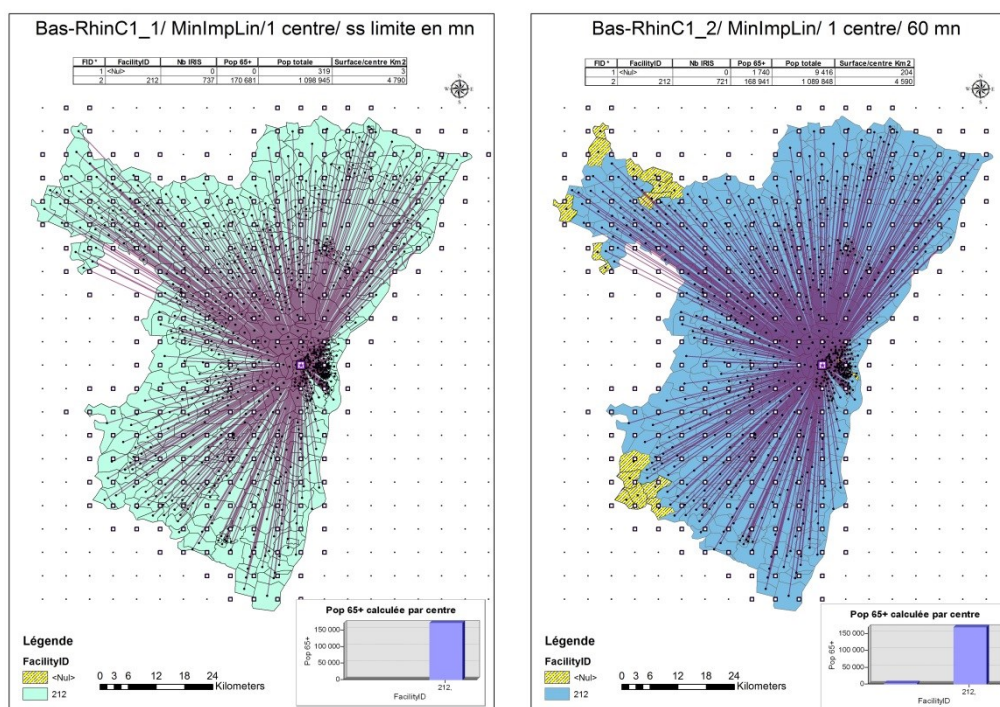 Bas-RhinC1_1/ MinImpLin/1 centre/ ss limite en mn
FID* FacilityID Nb IRIS Pop 65+ Pop totale Surface/centre Km2
1 <Nul> 0 0 319 3
2 212 737 170 681 1 098 945 4 790
N
W E
S
Pop 65+ calculée par centre
Pop 65+
150 000
100 000
50 000
0
212,
FacilityID
Légende
FacilityID
<Nul>
212
0 3 6 12 18 24
Kilometers
Bas-RhinC1_2/ MinImpLin/ 1 centre/ 60 mn
FID* FacilityID Nb IRIS Pop 65+ Pop totale Surface/centre Km2
1 <Nul> 0 1 740 9 416 204
2 212 721 168 941 1 089 848 4 590
N
W E
S
Pop 65+ calculée par centre
Pop 65+
150 000
100 000
50 000
0
212,
FacilityID
Légende
FacilityID
<Nul>
212
0 3 6 12 18 24
Kilometers